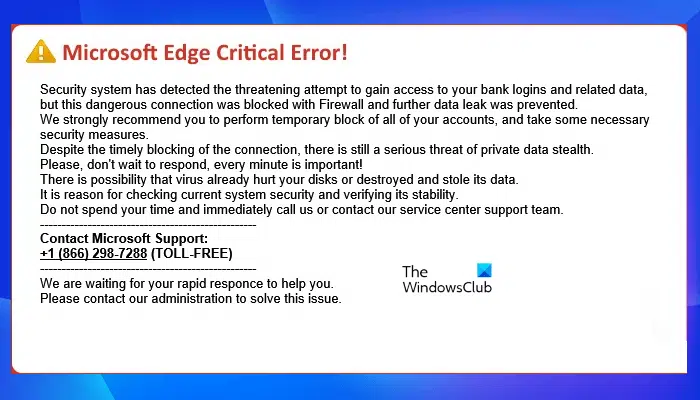 Microsoft Edge Critical Error!
Security system has detected the threatening attempt to gain access to your bank logins and related data,
but this dangerous connection was blocked with Firewall and further data leak was prevented.
We strongly recommend you to perform temporary block of all of your accounts, and take some necessary
security measures.
Despite the timely blocking of the connection, there is still a serious threat of private data stealth.
Please, don't wait to respond, every minute is important!
There is possibility that virus already hurt your disks or destroyed and stole its data.
It is reason for checking current system security and verifying its stability.
Do not spend your time and immediately call us or contact our service center support team.
--------------------------------------------------
Contact Microsoft Support:
+1 (866) 298-7288 (TOLL-FREE)
--------------------------------------------------
We are waiting for your rapid responce to help you.
Please contact our administration to solve this issue.
The
WindowsClub